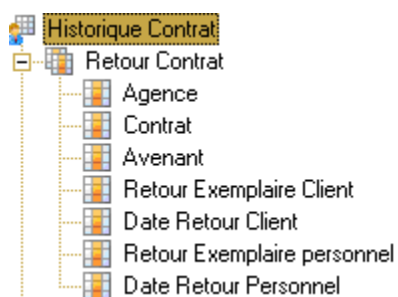 Historique Contrat
Retour Contrat
Agence
Contrat
Avenant
Retour Exemplaire Client
Date Retour Client
Retour Exemplaire personnel
Date Retour Personnel